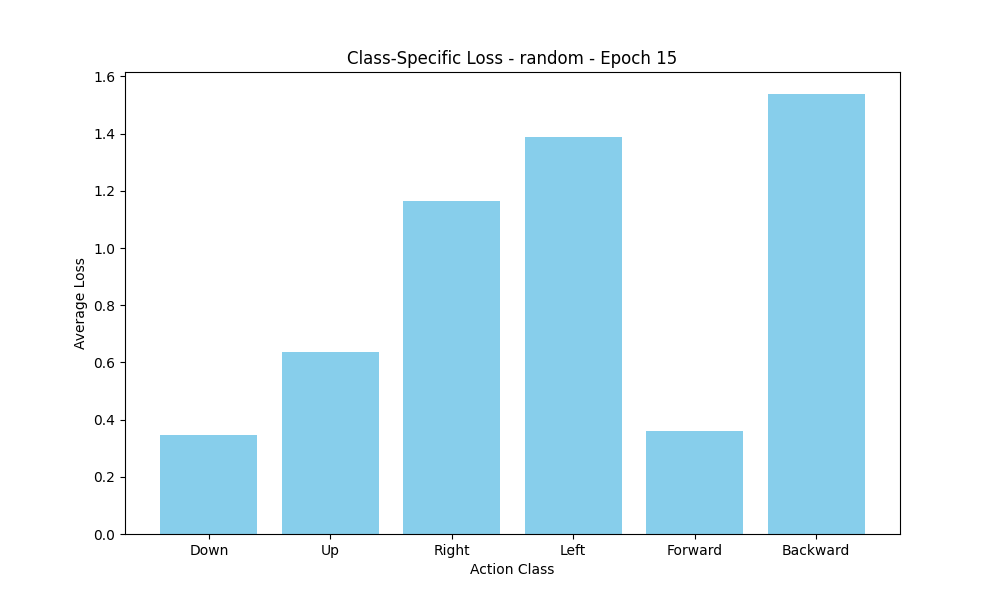 Class-Specific Loss - random - Epoch 15
1.6
1.4
1.2
1.0
0.8
0.6
0.4
0.2
0.0
Average Loss
Down Up Right Left Forward Backward
Action Class